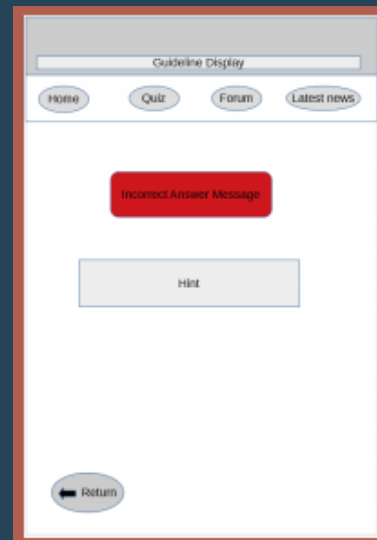 Guideline Display
Home Quiz Forum Latest news
Incorrect Answer Message
Hint
Return